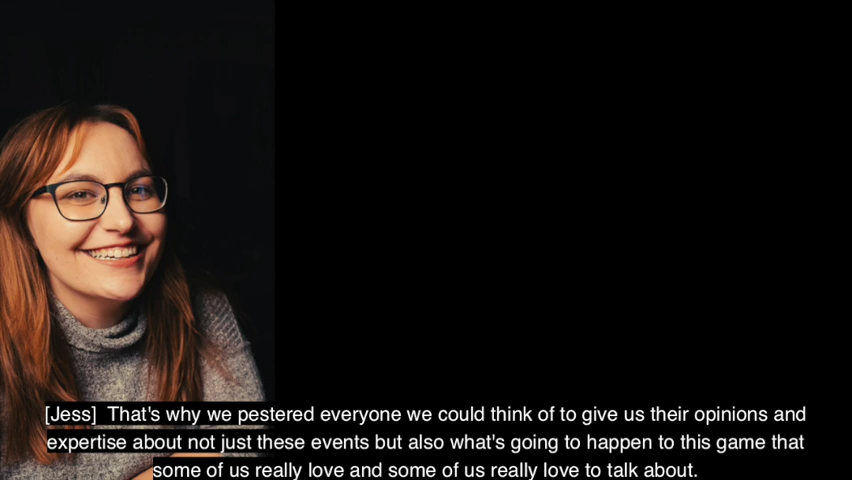 [Jess]  That's why we pestered everyone we could think of to give us their opinions and
expertise about not just these events but also what's going to happen to this game that
some of us really love and some of us really love to talk about.